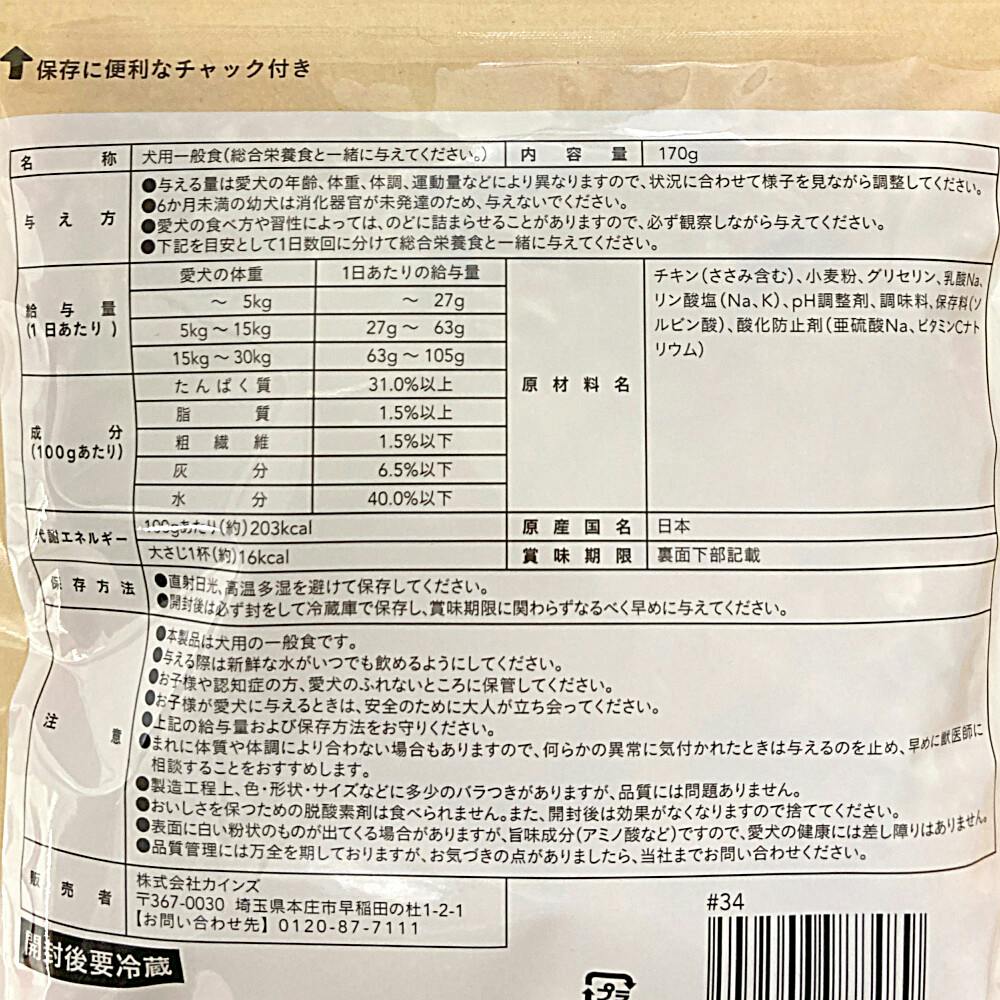 保存に便利なチャック付き
名称 犬用一般食(総合栄養食と一緒に与えてください。) 内容量 170g
与え方
●与える量は愛犬の年齢、体重、体調、運動量などにより異なりますので、状況に合わせて様子を見ながら調整してください。
●6か月未満の幼犬は消化器官が未発達のため、与えないでください。
●愛犬の食べ方や習性によっては、のどに詰まらせることがありますので、必ず観察しながら与えてください。
●下記を目安として1日数回に分けて総合栄養食と一緒に与えてください。
給与量
(1日あたり)
愛犬の体重 1日あたりの給与量
~ 5kg ~ 27g
5kg~15kg 27g~ 63g
15kg~30kg 63g~105g
成分
(100gあたり)
たんぱく質 31.0%以上
脂質 1.5%以上
粗繊維 1.5%以下
灰分 6.5%以下
水分 40.0%以下
原材料名
チキン(ささみ含む)、小麦粉、グリセリン、乳酸Na、
リン酸塩(Na、K)、pH調整剤、調味料、保存料(ソ
ルビン酸)、酸化防止剤(亜硫酸Na、ビタミンCナト
リウム)
代謝エネルギー
100gあたり(約)203kcal
大さじ1杯(約)16kcal
原産国名 日本
賞味期限 裏面下部記載
保存方法
●直射日光、高温多湿を避けて保存してください。
●開封後は必ず封をして冷蔵庫で保存し、賞味期限に関わらずなるべく早めに与えてください。
注意
●本製品は犬用の一般食です。
●与える際は新鮮な水がいつでも飲めるようにしてください。
●お子様や認知症の方、愛犬のふれないところに保管してください。
●お子様が愛犬に与えるときは、安全のために大人が立ち会ってください。
●上記の給与量および保存方法をお守りください。
●まれに体質や体調により合わない場合もありますので、何らかの異常に気付かれたときは与えるのを止め、早めに獣医師に
相談することをおすすめします。
●製造工程上、色・形状・サイズなどに多少のバラつきがありますが、品質には問題ありません。
●おいしさを保つための脱酸素剤は食べられません。また、開封後は効果がなくなりますので捨ててください。
●表面に白い粉状のものが出てくる場合がありますが、旨味成分(アミノ酸など)ですので、愛犬の健康には差し障りはありません。
●品質管理には万全を期しておりますが、お気づきの点がありましたら、当社までお問い合わせください。
販売者
株式会社カインズ
〒367-0030 埼玉県本庄市早稲田の杜1-2-1
【お問い合わせ先】0120-87-7111
#34
開封後要冷蔵
プラ